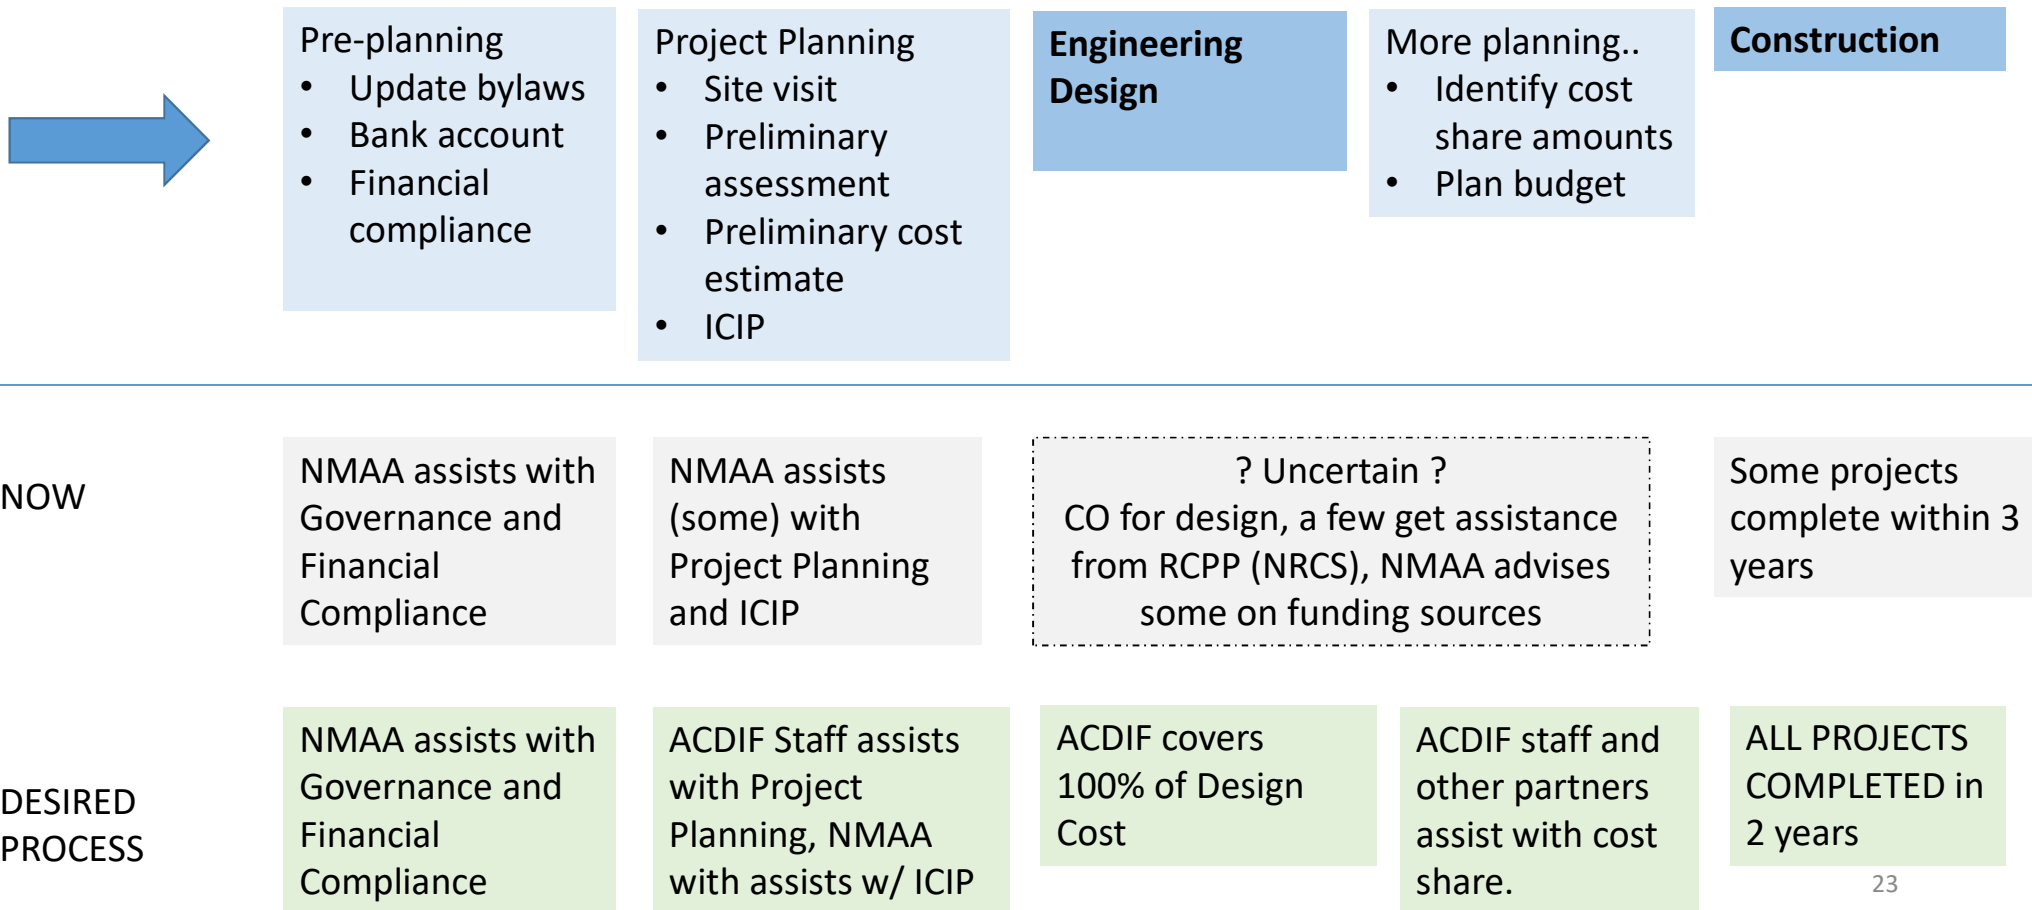 Pre-planning
• Update bylaws
• Bank account
• Financial
compliance
Project Planning
• Site visit
• Preliminary
assessment
• Preliminary cost
estimate
• ICIP
Engineering
Design
More planning..
• Identify cost
share amounts
• Plan budget
Construction
NOW
NMAA assists with
Governance and
Financial
Compliance
NMAA assists
(some) with
Project Planning
and ICIP
? Uncertain ?
CO for design, a few get assistance
from RCPP (NRCS), NMAA advises
some on funding sources
Some projects
complete within 3
years
DESIRED
PROCESS
NMAA assists with
Governance and
Financial
Compliance
ACDIF Staff assists
with Project
Planning, NMAA
with assists w/ ICIP
ACDIF covers
100% of Design
Cost
ACDIF staff and
other partners
assist with cost
share.
ALL PROJECTS
COMPLETED in
2 years
23